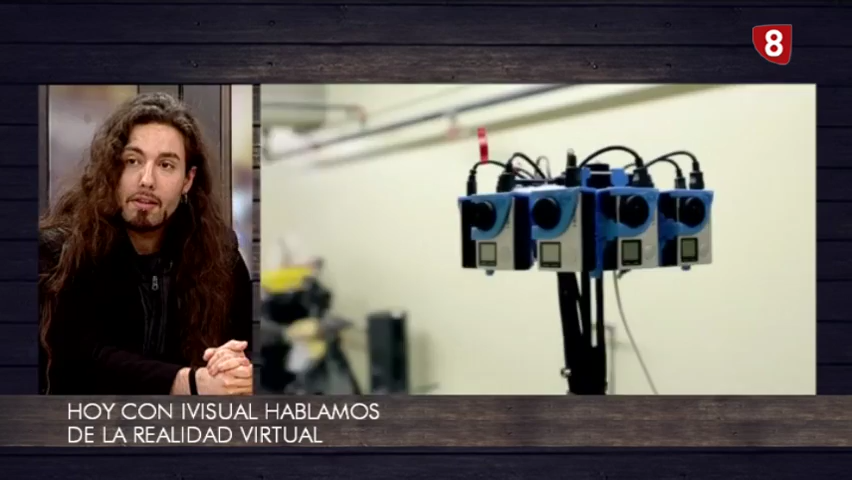 8
HOY CON IVISUAL HABLAMOS
DE LA REALIDAD VIRTUAL